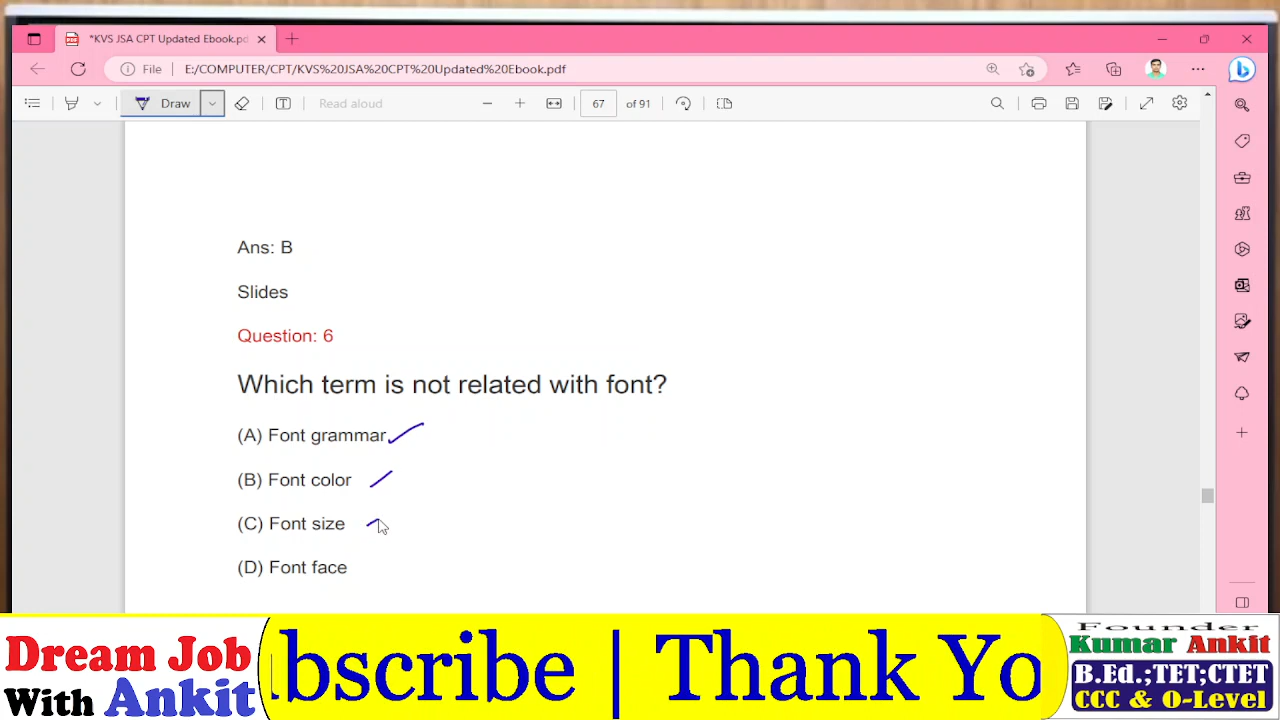 *KVS JSA CPT Updated Ebook.pd
File E:/COMPUTER/CPT/KVS%20JSA%20CPT%20Updated%20Ebook.pdf
Draw Read aloud 67 of 91
Ans: B
Slides
Question: 6
Which term is not related with font?
(A) Font grammar
(B) Font color
(C) Font size
(D) Font face
Dream Job
With Ankit
bscribe | Thank Yo
Founder
Kumar Ankit
B.Ed.;TET;CTET
CCC & O-Level